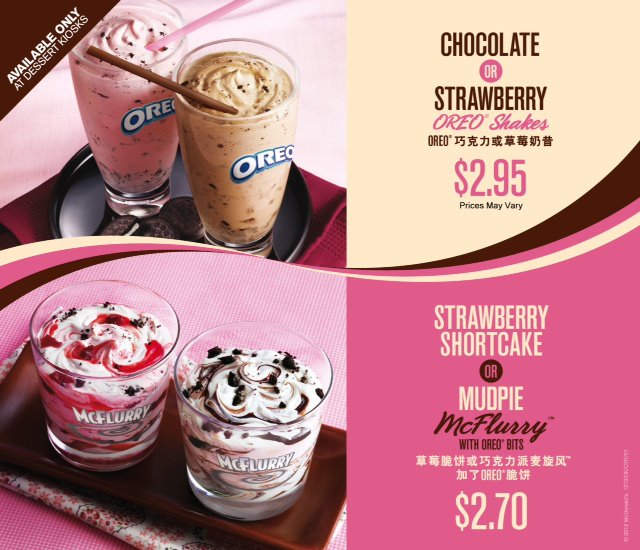 AVAILABLE ONLY
AT DESSERT KIOSKS
OREO
OREO
CHOCOLATE
OR
STRAWBERRY
OREO® Shakes
OREO® 巧克力或草莓奶昔
$2.95
Prices May Vary
McFLURRY
McFLURRY
STRAWBERRY
SHORTCAKE
OR
MUDPIE
McFlurry™
WITH OREO® BITS
草莓脆饼或巧克力派麦旋风™
加了OREO®脆饼
$2.70
© 2012 McDonald's.